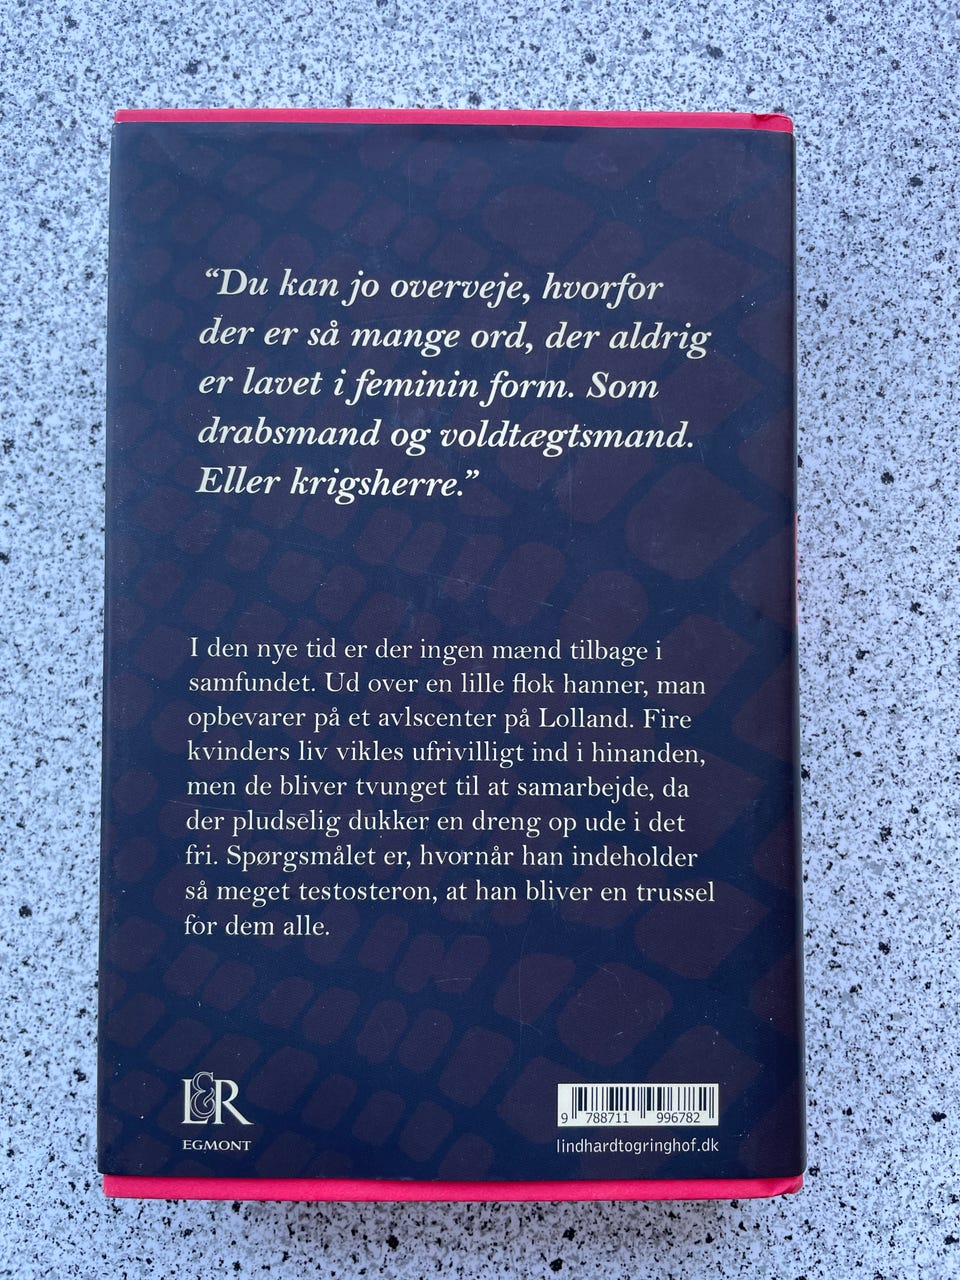 “Du kan jo overveje, hvorfor
der er så mange ord, der aldrig
er lavet i feminin form. Som
drabsmand og voldtægtsmand.
Eller krigsherre.”
I den nye tid er der ingen mænd tilbage i
samfundet. Ud over en lille flok hanner, man
opbevarer på et avlscenter på Lolland. Fire
kvinders liv vikles ufrivilligt ind i hinanden,
men de bliver tvunget til at samarbejde, da
der pludselig dukker en dreng op ude i det
fri. Spørgsmålet er, hvornår han indeholder
så meget testosteron, at han bliver en trussel
for dem alle.
L&R
EGMONT
9 788711 996782
lindhardtogringhof.dk